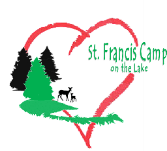 St. Francis Camp
on the Lake